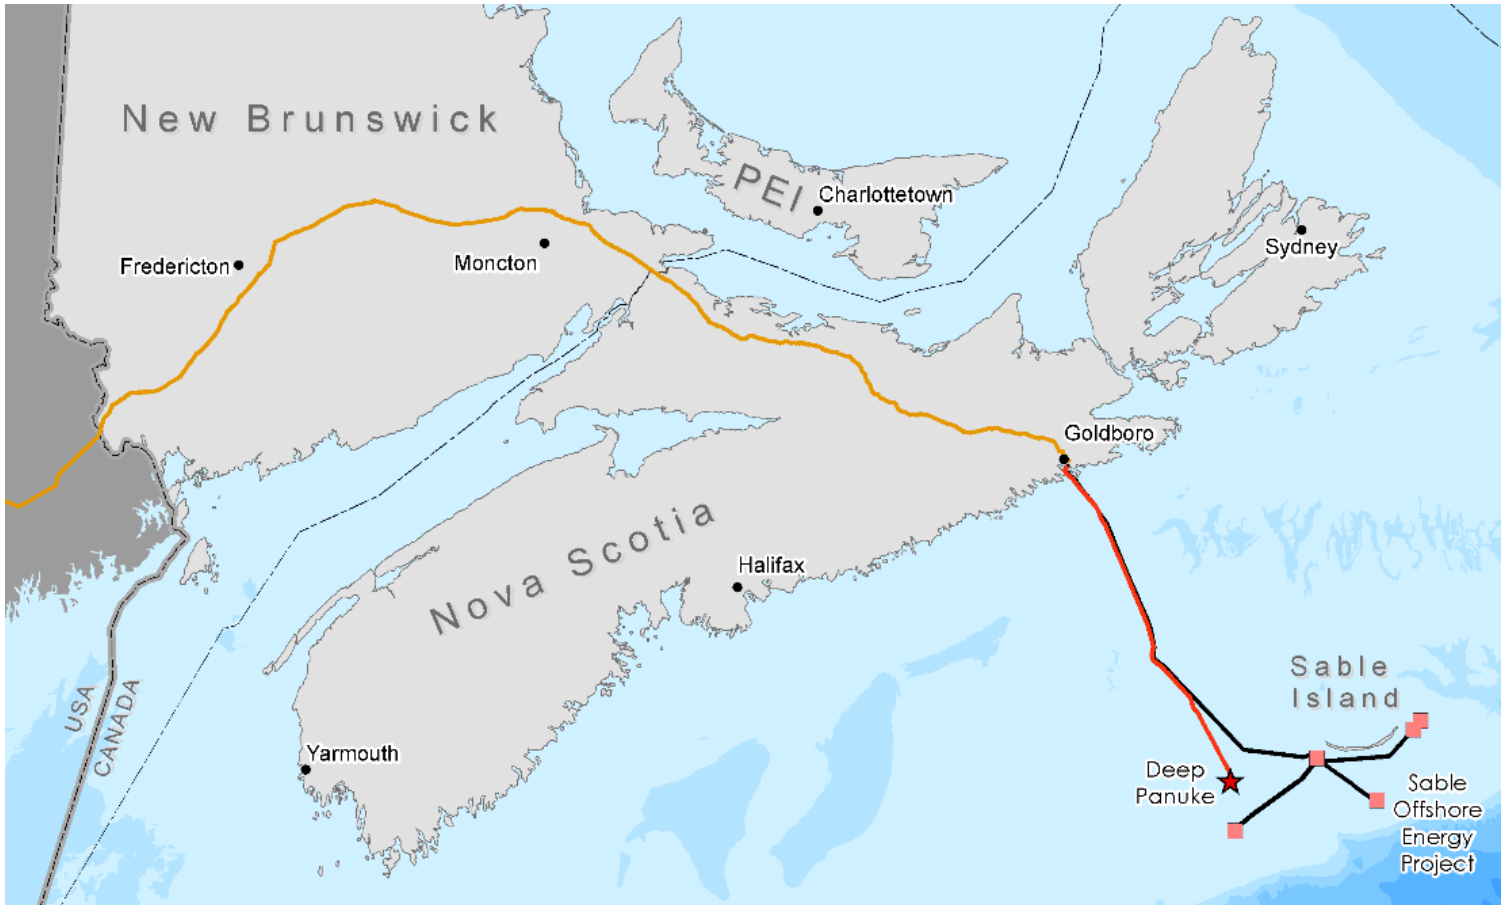 New Brunswick
PEI
Charlottetown
Sydney
Fredericton
Moncton
Goldboro
Nova Scotia
Halifax
Sable
Island
USA
CANADA
Yarmouth
Deep
Panuke
Sable
Offshore
Energy
Project